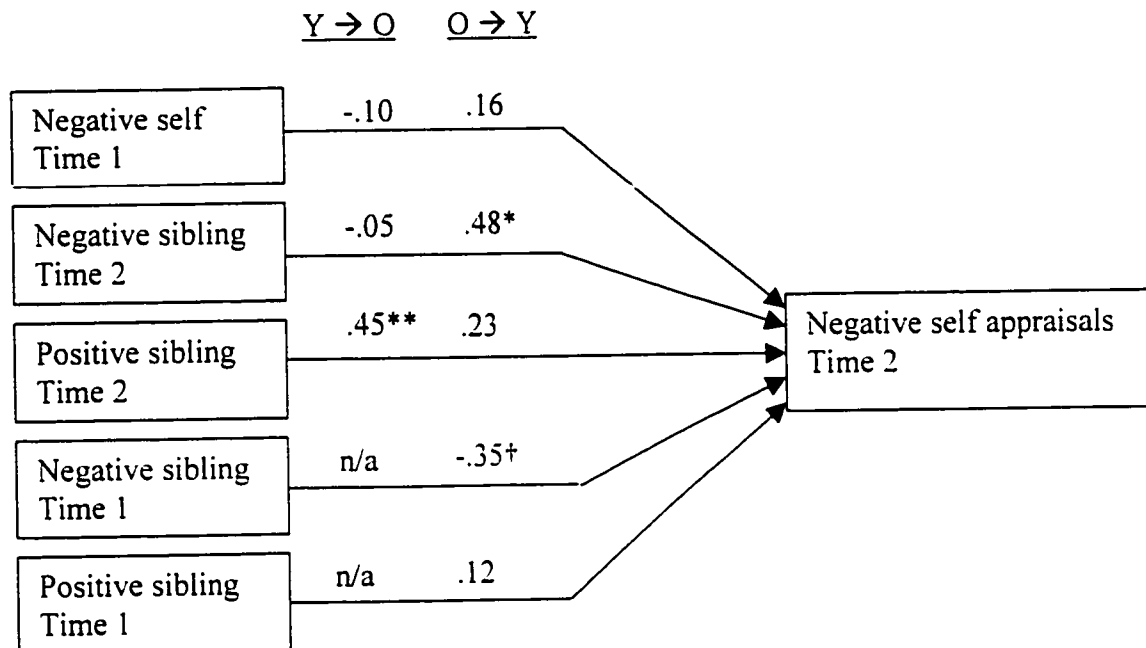 Y → O O → Y
Negative self
Time 1
-.10 .16
Negative sibling
Time 2
-.05 .48*
Positive sibling
Time 2
.45** .23
Negative self appraisals
Time 2
Negative sibling
Time 1
n/a -.35†
Positive sibling
Time 1
n/a .12